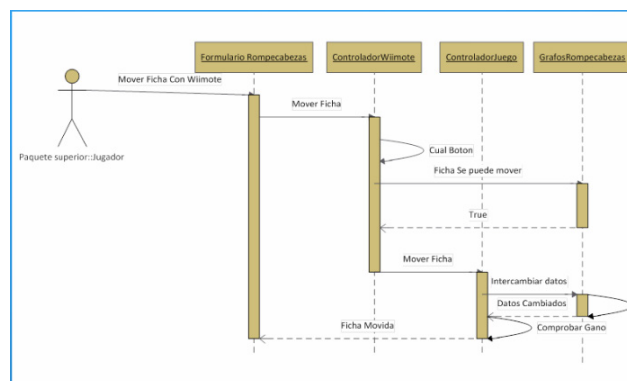 Formulario Rompecabezas
ControladorWiimote
ControladorJuego
GrafosRompecabezas
Mover Ficha Con Wiimote
Mover Ficha
Cual Boton
Paquete superior::Jugador
Ficha Se puede mover
True
Mover Ficha
Intercambiar datos
Datos Cambiados
Ficha Movida
Comprobar Gano